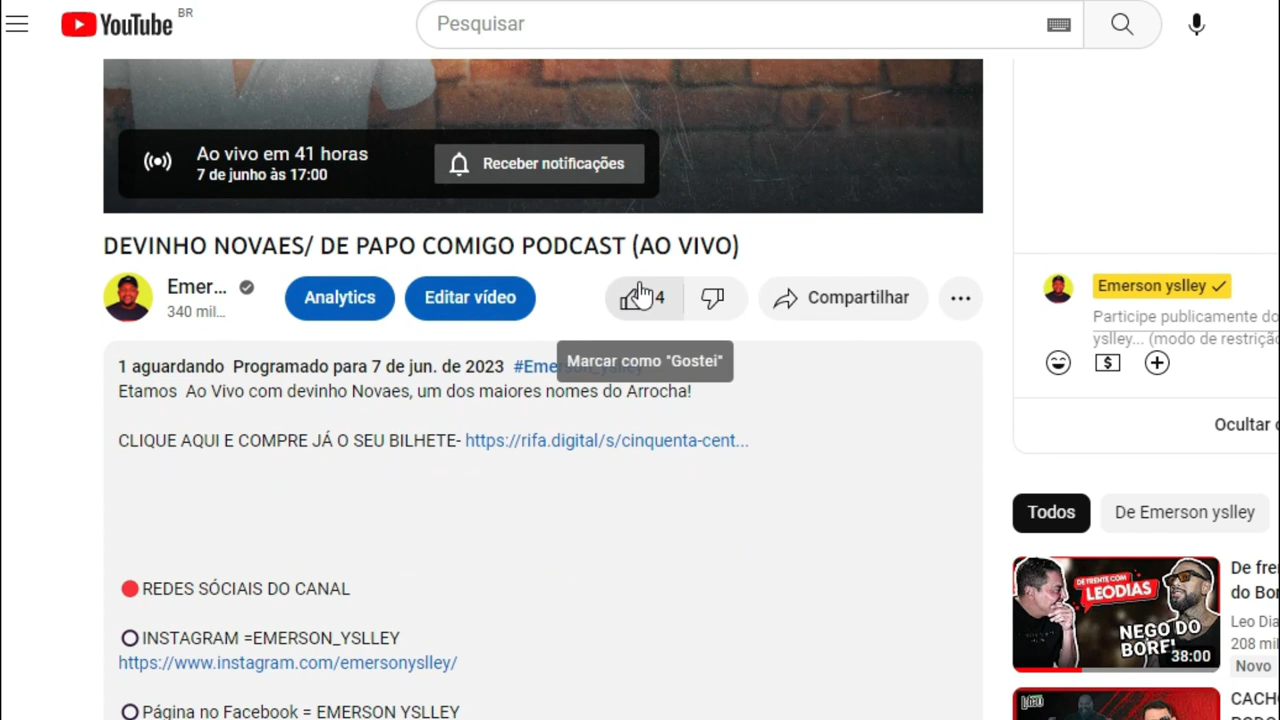 YouTube BR
Pesquisar
Ao vivo em 41 horas
7 de junho às 17:00
Receber notificações
DEVINHO NOVAES/ DE PAPO COMIGO PODCAST (AO VIVO)
Emer...
340 mil...
Analytics
Editar vídeo
4
Compartilhar
Marcar como "Gostei"
1 aguardando Programado para 7 de jun. de 2023 #Eme
Etamos Ao Vivo com devinho Novaes, um dos maiores nomes do Arrocha!
CLIQUE AQUI E COMPRE JÁ O SEU BILHETE- https://rifa.digital/s/cinquenta-cent...
REDES SÓCIAIS DO CANAL
INSTAGRAM =EMERSON_YSLLEY
https://www.instagram.com/emersonyslley/
Página no Facebook = EMERSON YSLLEY
Emerson yslley
Participe publicamente do
yslley... (modo de restriçã
Ocultar
Todos
De Emerson yslley
DE FRENTE COM
LEODIAS
NEGO DO
BOREL
38:00
De fre
do Bor
Leo Dia
208 mil
Novo
CACH